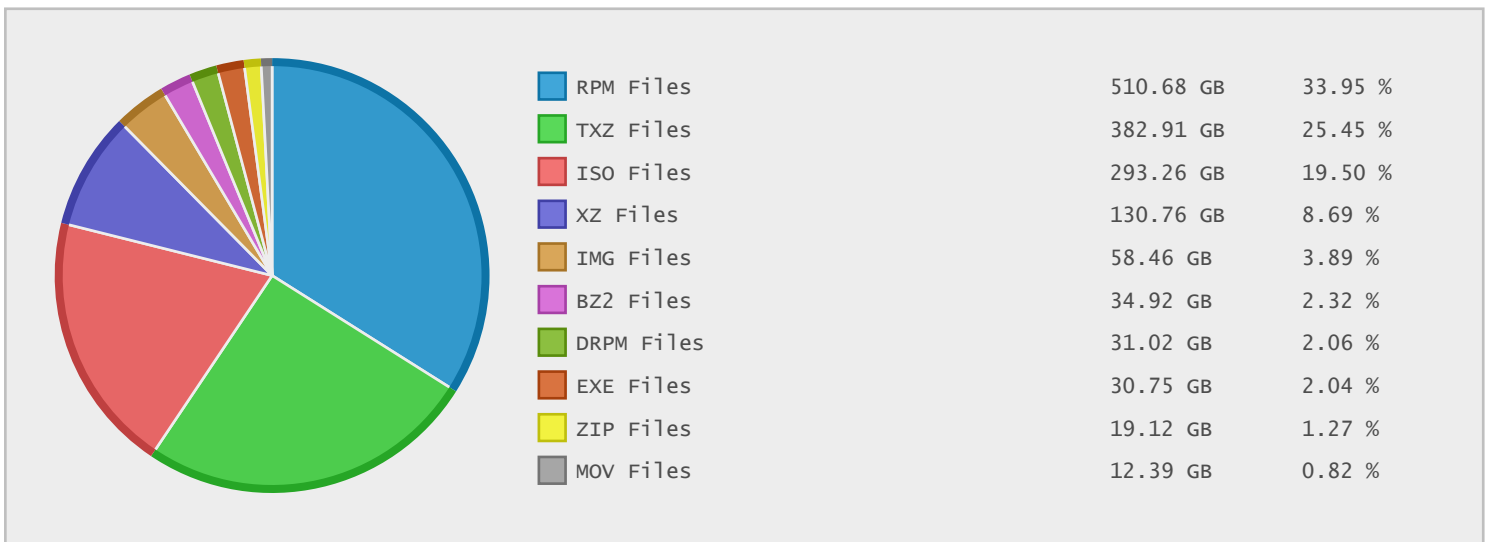 RPM Files 510.68 GB 33.95 %
TXZ Files 382.91 GB 25.45 %
ISO Files 293.26 GB 19.50 %
XZ Files 130.76 GB 8.69 %
IMG Files 58.46 GB 3.89 %
BZ2 Files 34.92 GB 2.32 %
DRPM Files 31.02 GB 2.06 %
EXE Files 30.75 GB 2.04 %
ZIP Files 19.12 GB 1.27 %
MOV Files 12.39 GB 0.82 %